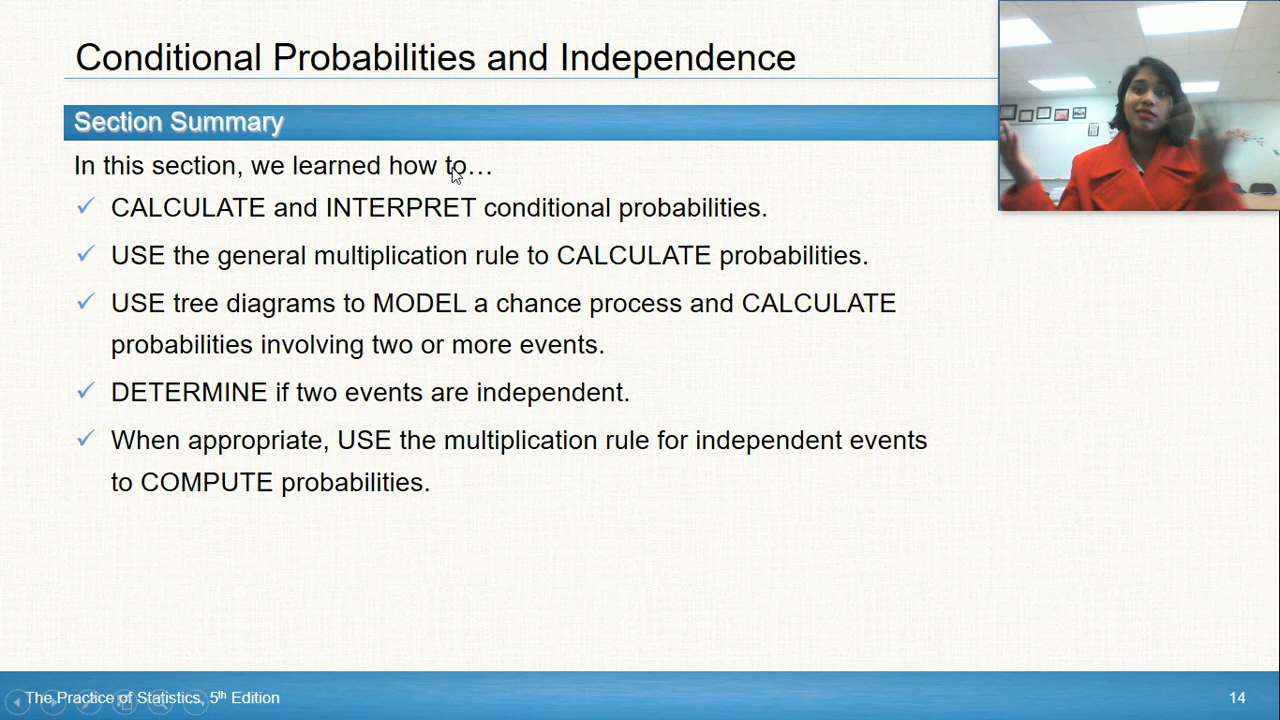 Conditional Probabilities and Independence
Section Summary
In this section, we learned how to…
✓ CALCULATE and INTERPRET conditional probabilities.
✓ USE the general multiplication rule to CALCULATE probabilities.
✓ USE tree diagrams to MODEL a chance process and CALCULATE
probabilities involving two or more events.
✓ DETERMINE if two events are independent.
✓ When appropriate, USE the multiplication rule for independent events
to COMPUTE probabilities.
The Practice of Statistics, 5th Edition
14